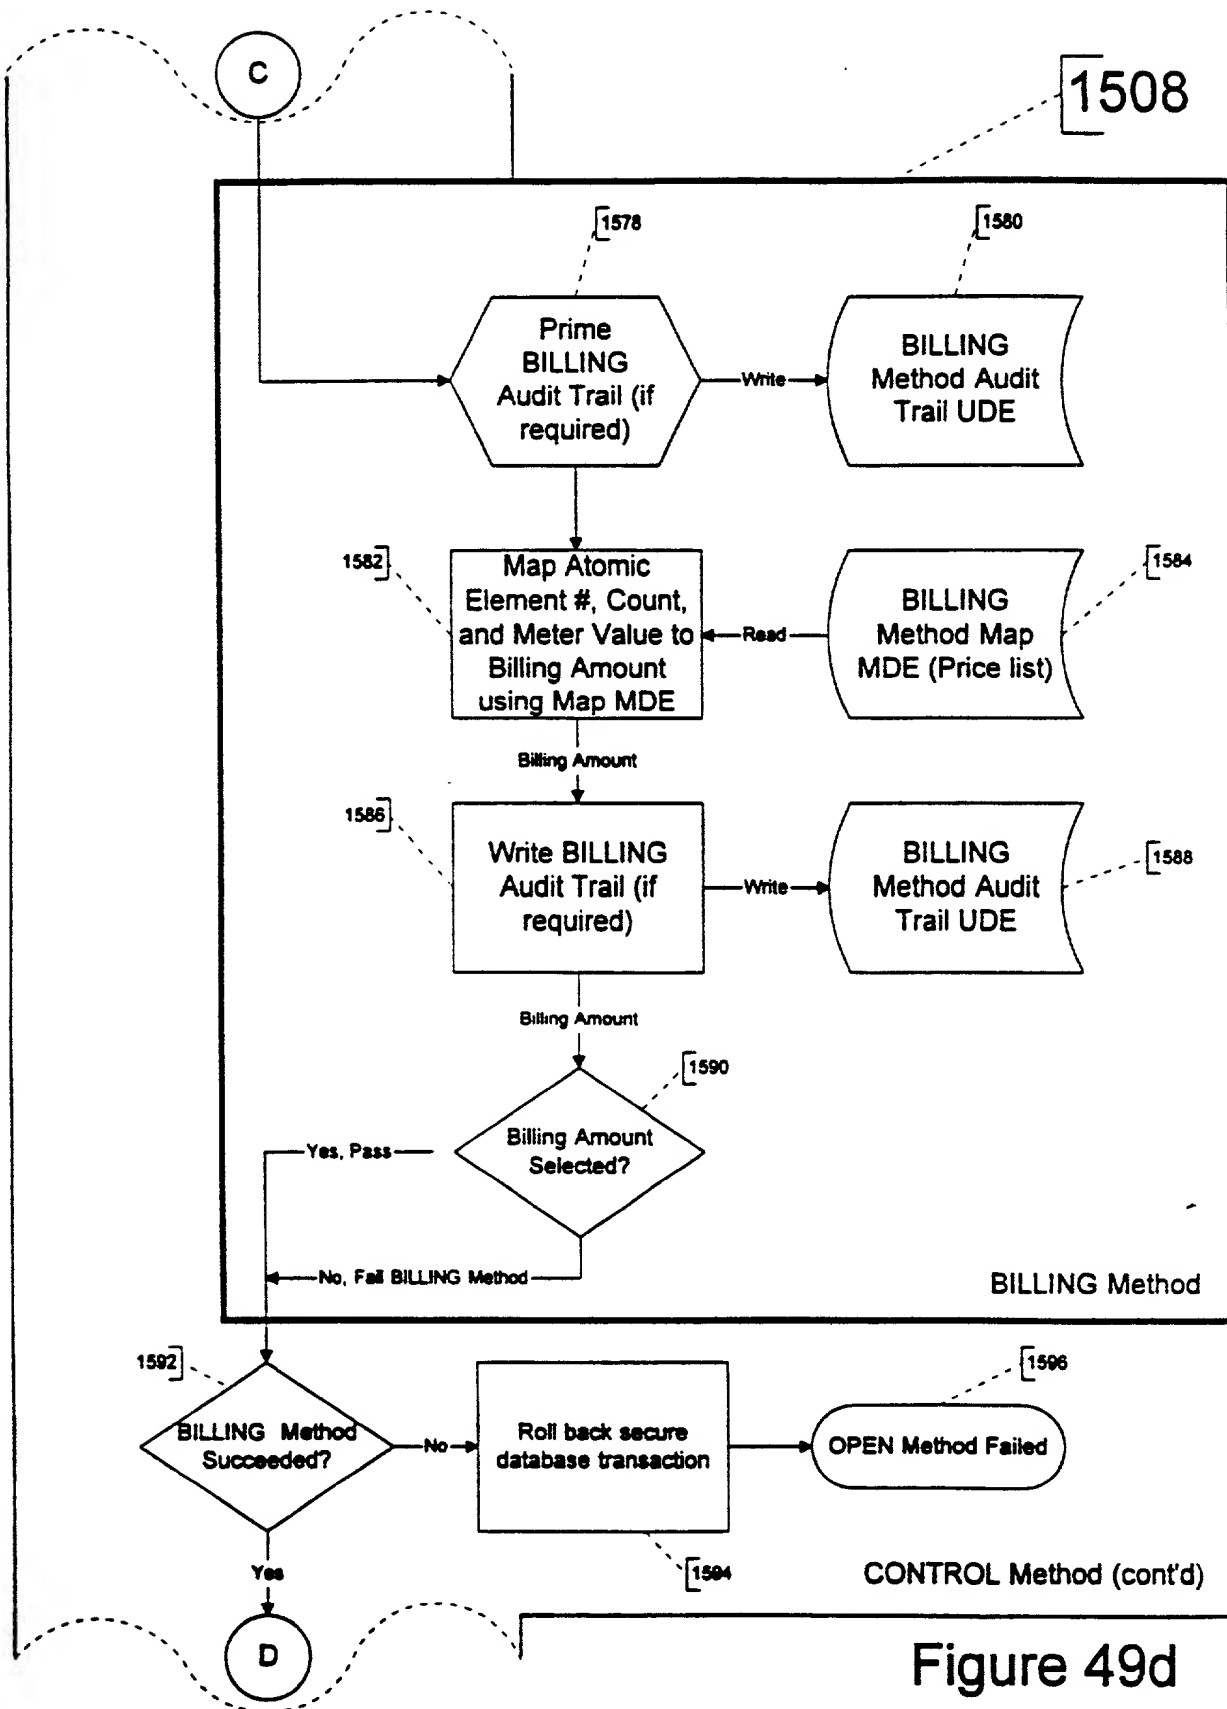 C
1508
1578
1580
Prime
BILLING
Audit Trail (if
required)
Write
BILLING
Method Audit
Trail UDE
1582
1584
Map Atomic
Element #, Count,
and Meter Value to
Billing Amount
using Map MDE
Read
BILLING
Method Map
MDE (Price list)
Billing Amount
1586
1588
Write BILLING
Audit Trail (if
required)
Write
BILLING
Method Audit
Trail UDE
Billing Amount
1590
Billing Amount
Selected?
Yes, Pass
No, Fail BILLING Method
BILLING Method
1592
1596
BILLING Method
Succeeded?
No
Roll back secure
database transaction
OPEN Method Failed
Yes
1594
CONTROL Method (cont'd)
D
Figure 49d